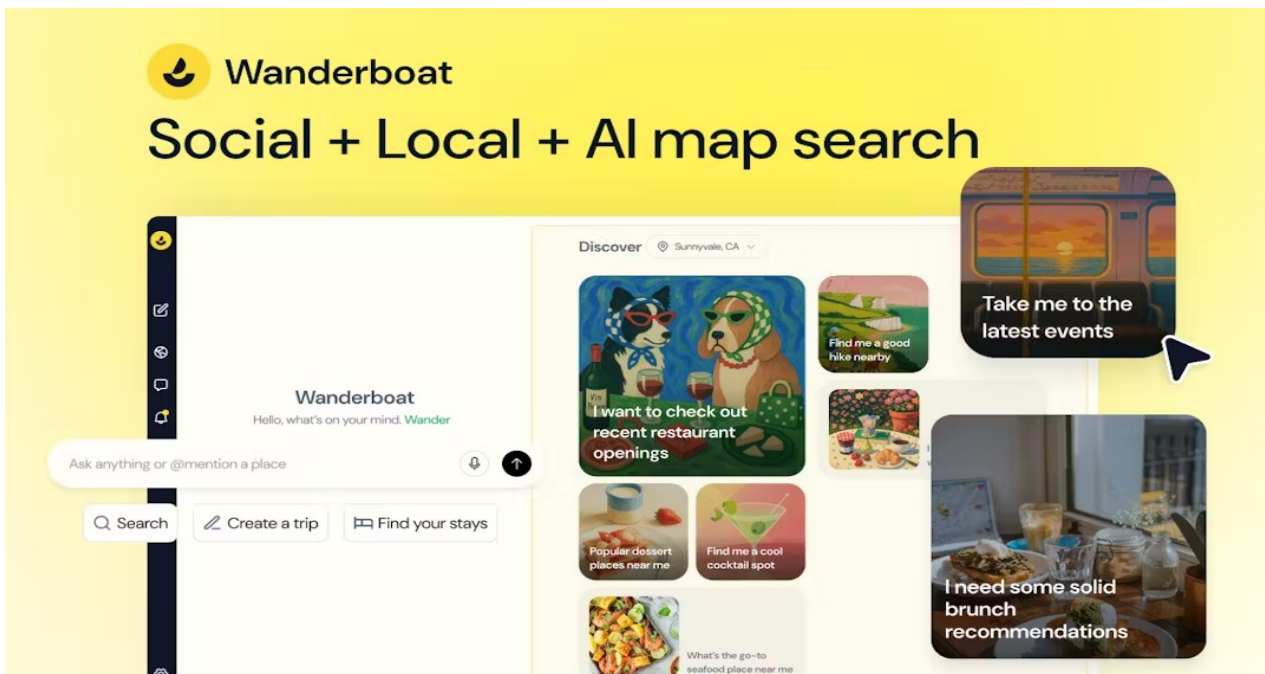 Wanderboat
Social + Local + AI map search
Discover
Sunnyvale, CA
Take me to the
latest events
I want to check out
recent restaurant
openings
Find me a good
hike nearby
Wanderboat
Hello, what's on your mind. Wander
Ask anything or @mention a place
Search
Create a trip
Find your stays
Popular dessert
places near me
Find me a cool
cocktail spot
I need some solid
brunch
recommendations
What's the go-to
seafood place near me